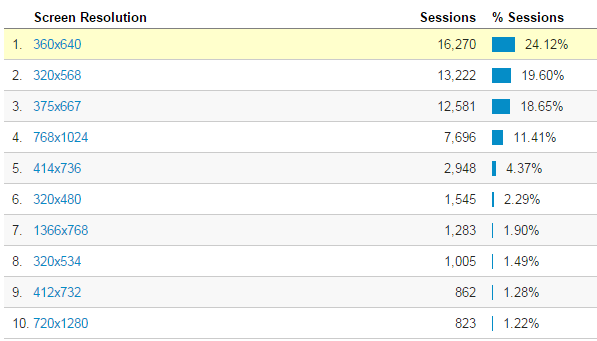 Screen Resolution Sessions % Sessions
1. 360x640 16,270 24.12%
2. 320x568 13,222 19.60%
3. 375x667 12,581 18.65%
4. 768x1024 7,696 11.41%
5. 414x736 2,948 4.37%
6. 320x480 1,545 2.29%
7. 1366x768 1,283 1.90%
8. 320x534 1,005 1.49%
9. 412x732 862 1.28%
10. 720x1280 823 1.22%